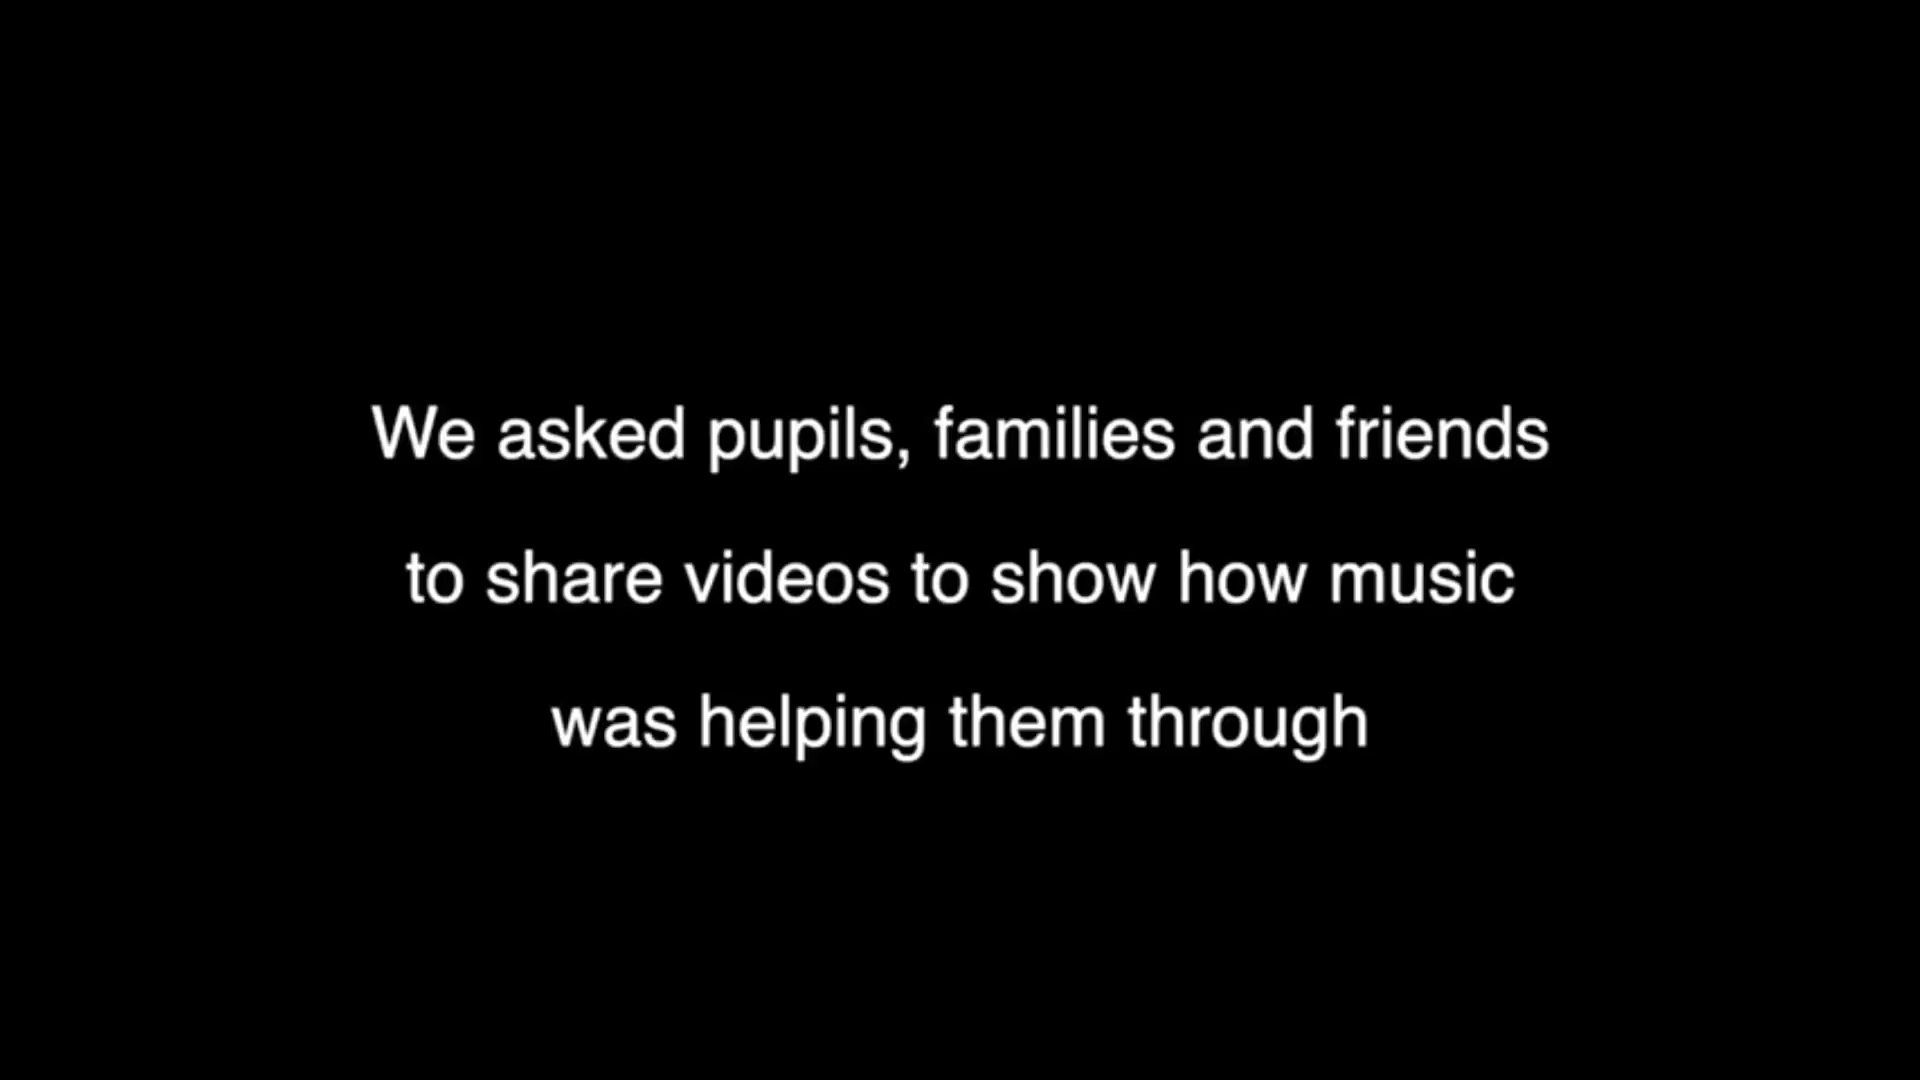 We asked pupils, families and friends
to share videos to show how music
was helping them through